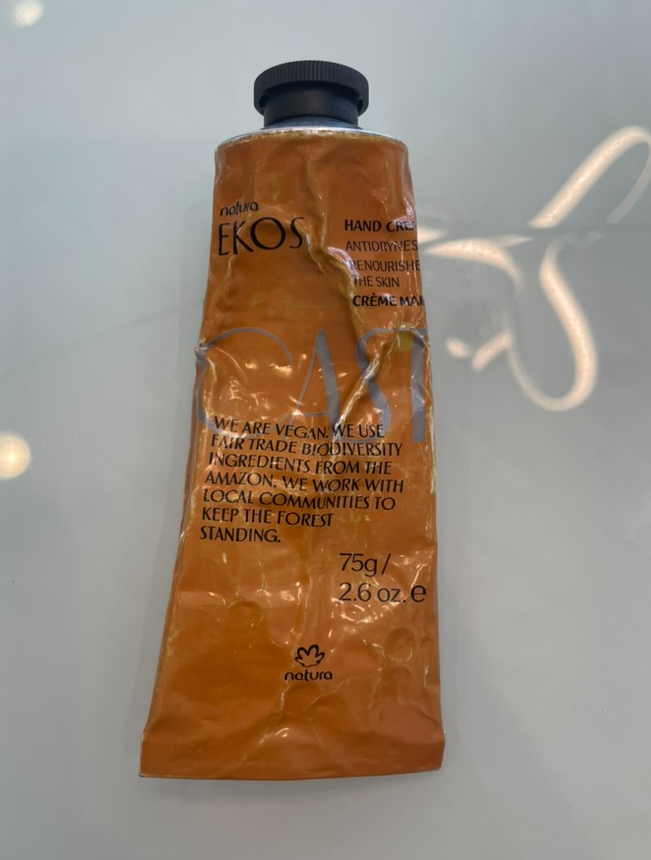 natura
EKOS
HAND CRE
ANTIDRYNES
RENOURISHE
THE SKIN
CRÈME MAI
CAST
WE ARE VEGAN. WE USE
FAIR TRADE BIODIVERSITY
INGREDIENTS FROM THE
AMAZON. WE WORK WITH
LOCAL COMMUNITIES TO
KEEP THE FOREST
STANDING.
75g/
2.6 oz. e
natura